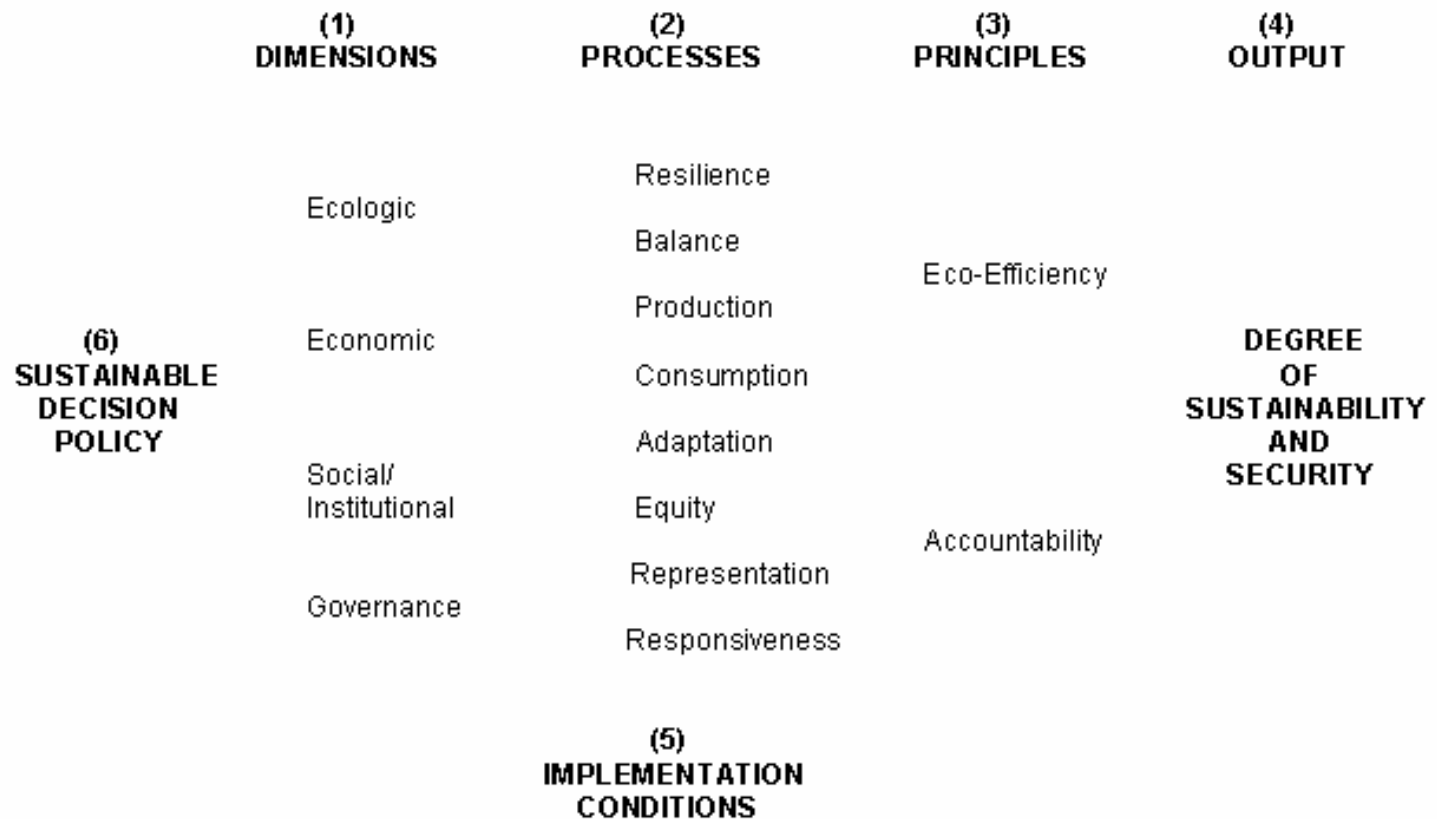 (1)
DIMENSIONS
(2)
PROCESSES
(3)
PRINCIPLES
(4)
OUTPUT
(6)
SUSTAINABLE
DECISION
POLICY
Ecologic
Economic
Social/
Institutional
Governance
Resilience
Balance
Production
Consumption
Adaptation
Equity
Representation
Responsiveness
Eco-Efficiency
Accountability
DEGREE
OF
SUSTAINABILITY
AND
SECURITY
(5)
IMPLEMENTATION
CONDITIONS